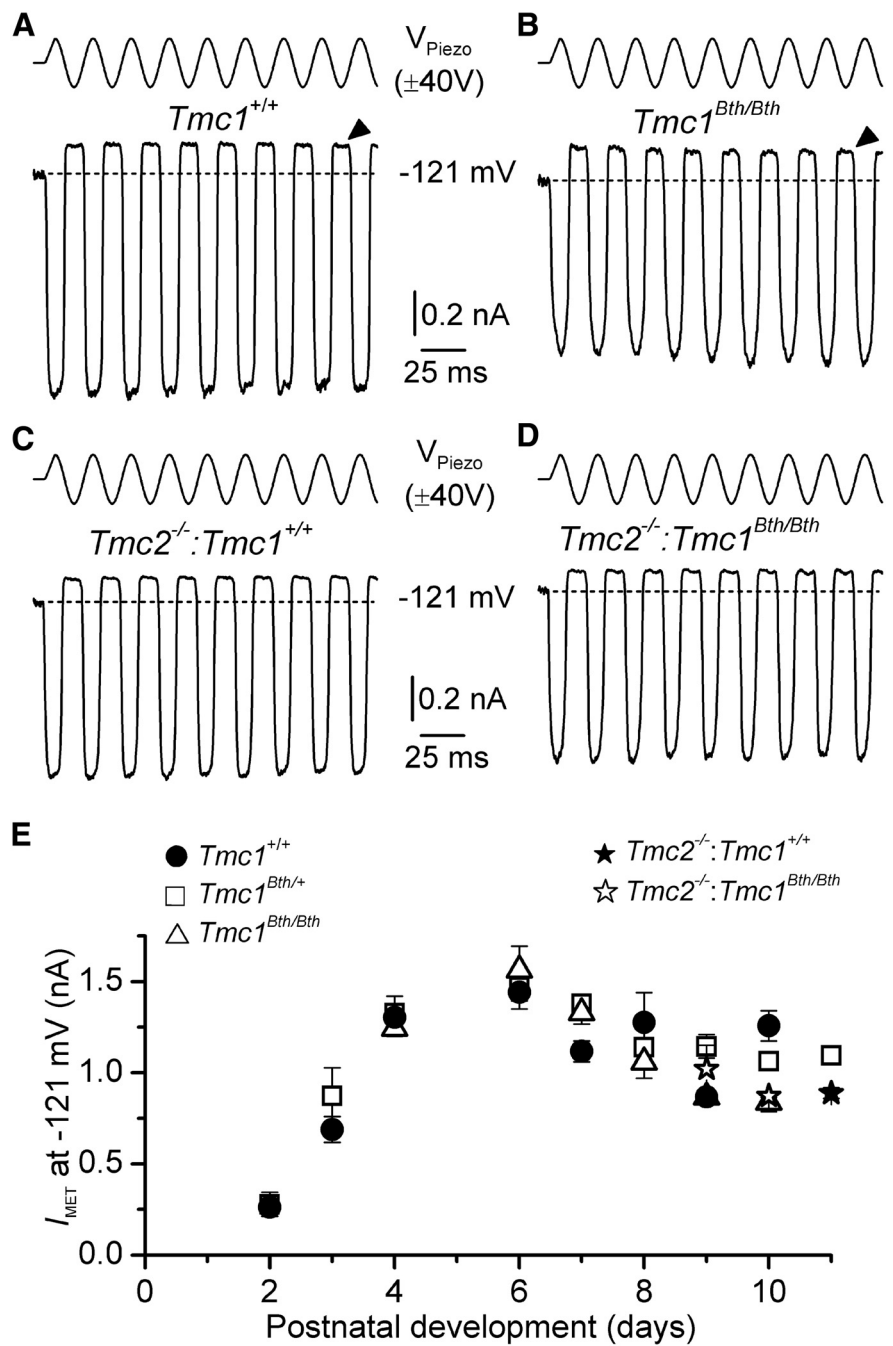 A
V_Piezo
(±40V)
B
Tmc1^+/+
Tmc1^Bth/Bth
-121 mV
0.2 nA
25 ms
C
V_Piezo
(±40V)
D
Tmc2^-/-:Tmc1^+/+
Tmc2^-/-:Tmc1^Bth/Bth
-121 mV
0.2 nA
25 ms
E
Tmc1^+/+
Tmc1^Bth/+
Tmc1^Bth/Bth
Tmc2^-/-:Tmc1^+/+
Tmc2^-/-:Tmc1^Bth/Bth
I_MET at -121 mV (nA)
1.5
1.0
0.5
0.0
0 2 4 6 8 10
Postnatal development (days)